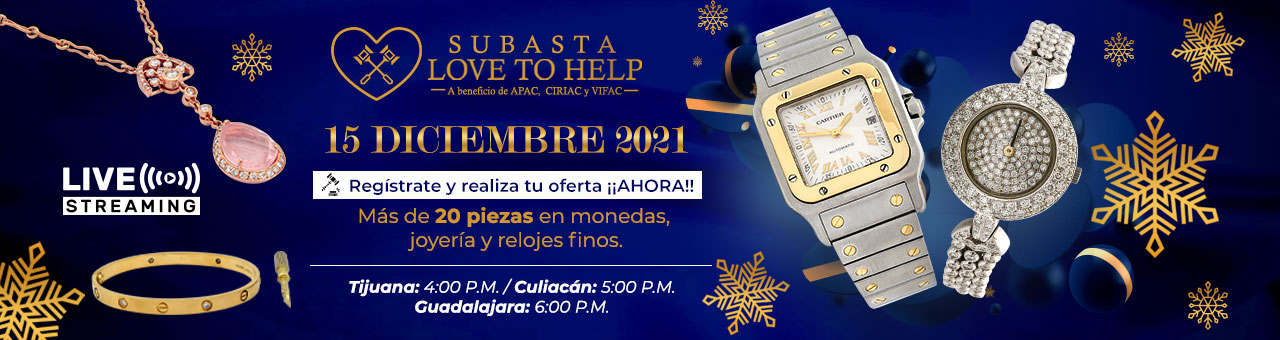 SUBASTA
LOVE TO HELP
A beneficio de APAC, CIRIAC y VIFAC
15 DICIEMBRE 2021
LIVE
STREAMING
Regístrate y realiza tu oferta ¡¡AHORA!!
Más de 20 piezas en monedas,
joyería y relojes finos.
Tijuana: 4:00 P.M. / Culiacán: 5:00 P.M.
Guadalajara: 6:00 P.M.
CARTIER
AUTOMATIC